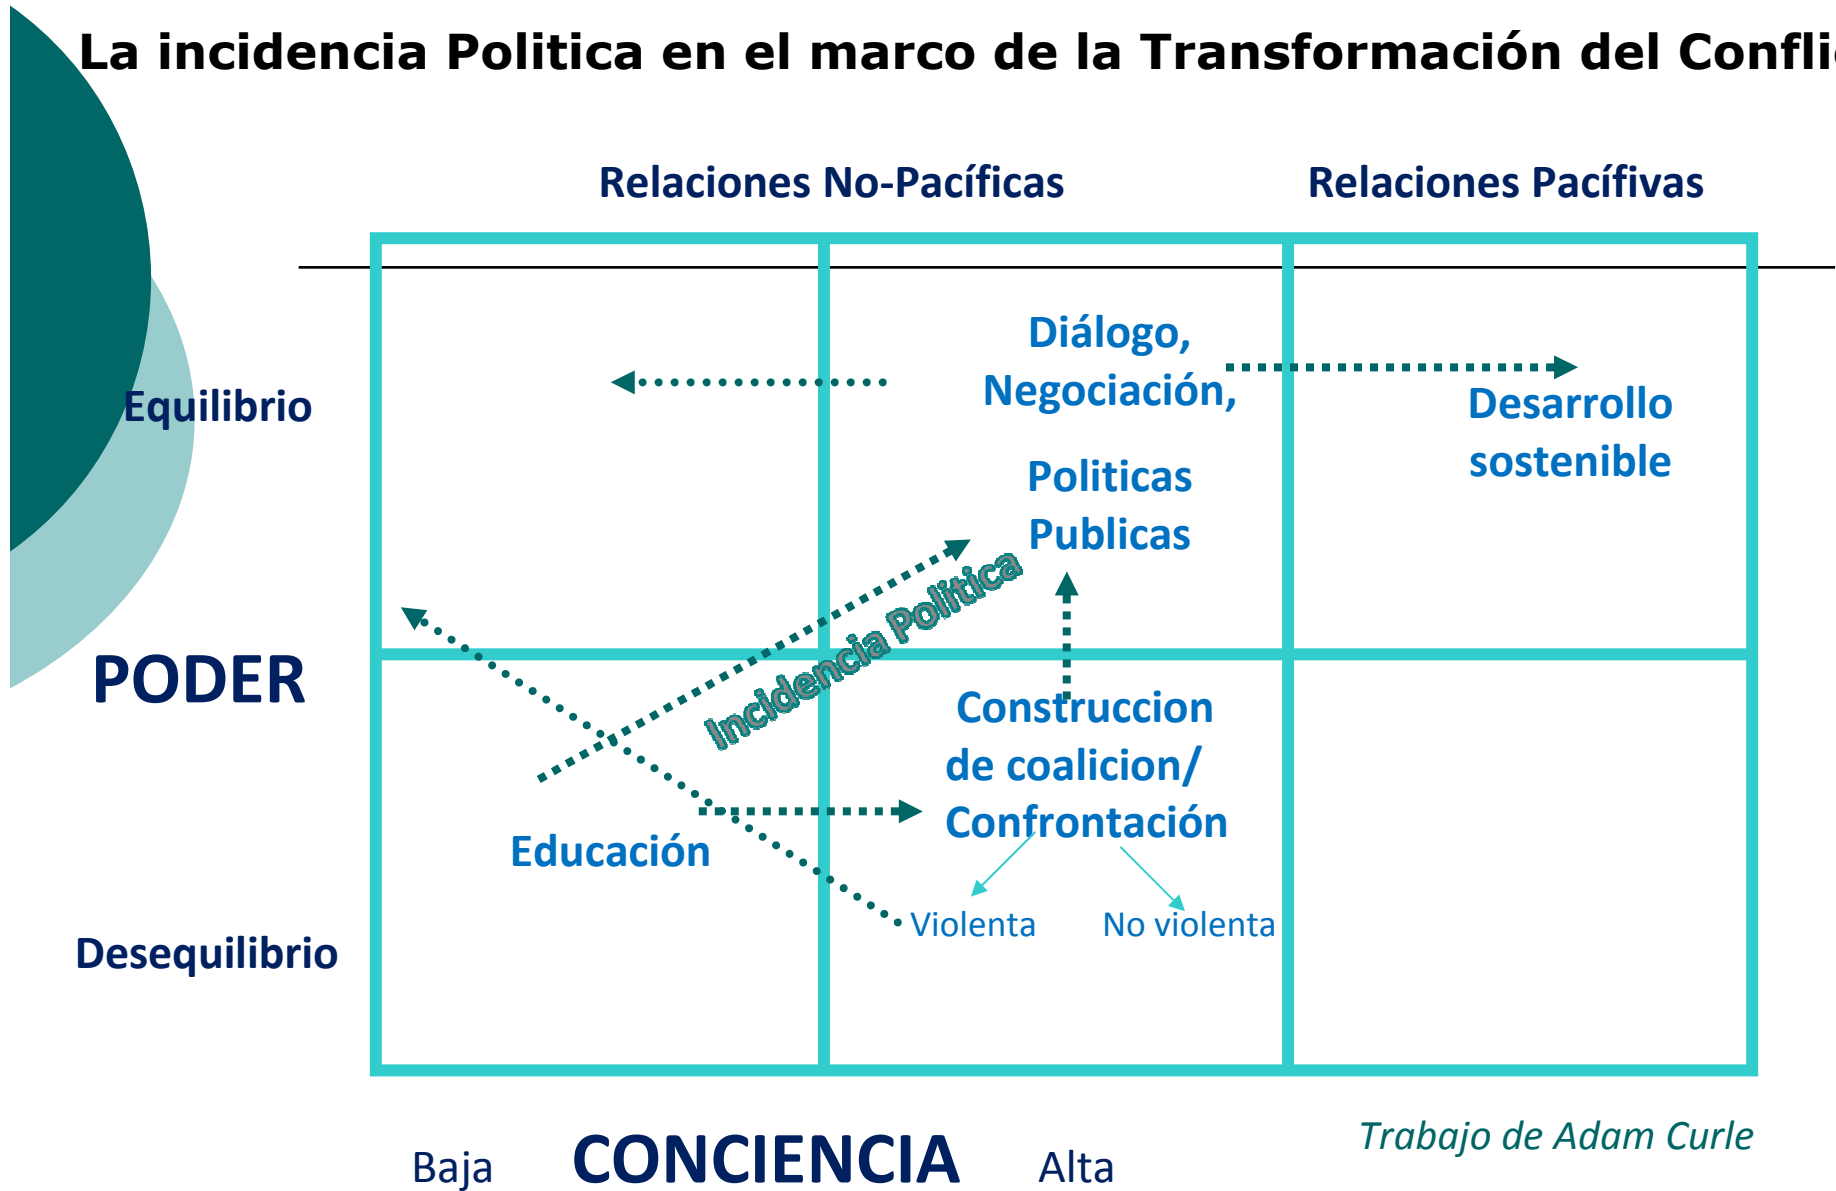 La incidencia Politica en el marco de la Transformación del Conflic
Relaciones No-Pacíficas
Relaciones Pacífivas
Diálogo,
Negociación,
Politicas
Publicas
Desarrollo
sostenible
Equilibrio
Incidencia Politica
PODER
Construccion
de coalicion/
Confrontación
Educación
Violenta
No violenta
Desequilibrio
Baja
CONCIENCIA
Alta
Trabajo de Adam Curle